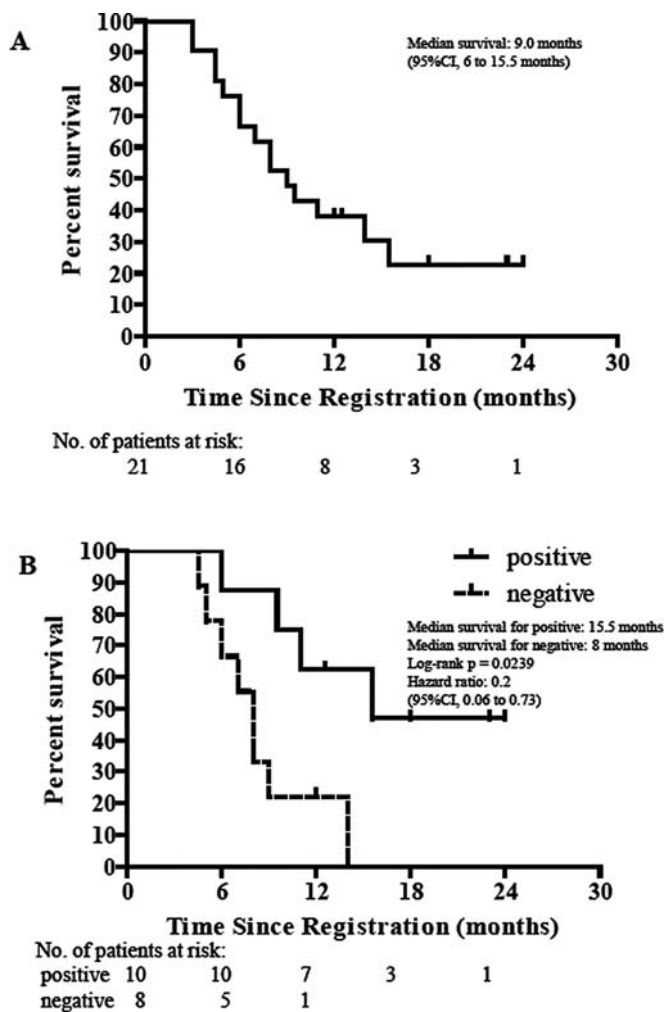 A
Median survival: 9.0 months
(95%CI, 6 to 15.5 months)
Percent survival
100
90
80
70
60
50
40
30
20
10
0
0 6 12 18 24 30
Time Since Registration (months)
No. of patients at risk:
21 16 8 3 1
B
positive
negative
Median survival for positive: 15.5 months
Median survival for negative: 8 months
Log-rank p = 0.0239
Hazard ratio: 0.2
(95%CI, 0.06 to 0.73)
Percent survival
100
90
80
70
60
50
40
30
20
10
0
0 6 12 18 24 30
Time Since Registration (months)
No. of patients at risk:
positive 10 10 7 3 1
negative 8 5 1